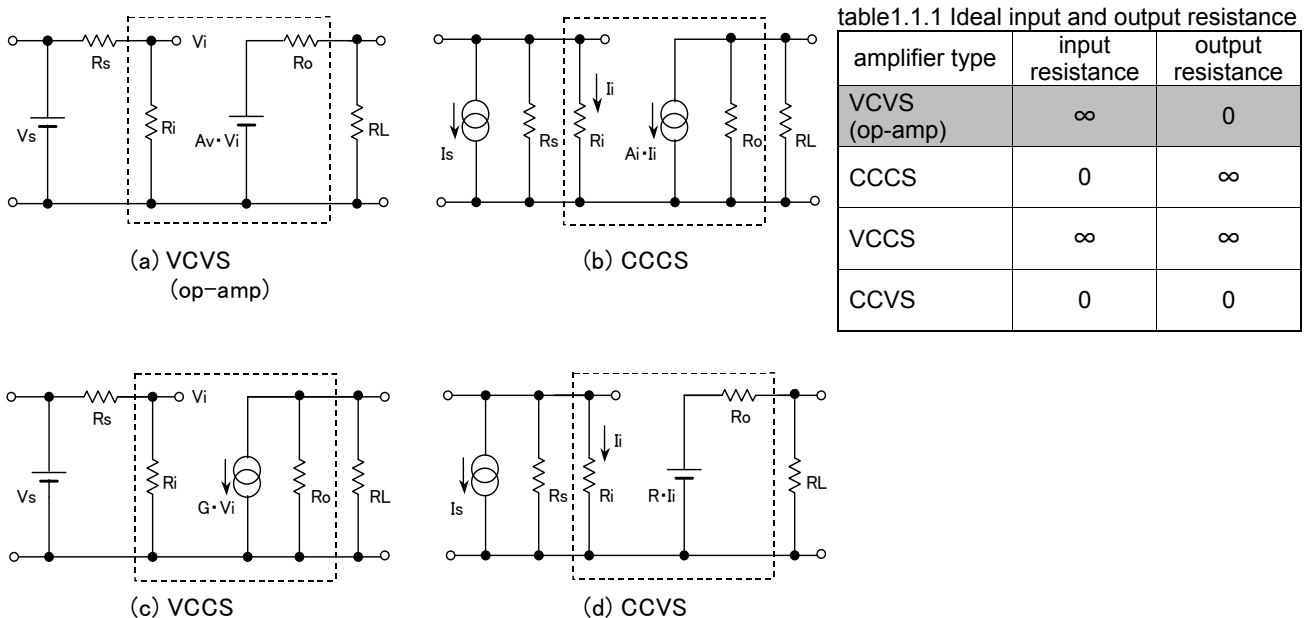 Vi
Rs
Ro
Vs
Ri
Av・Vi
RL
(a) VCVS
(op-amp)
Ii
Is
Rs
Ri
Ai・Ii
Ro
RL
(b) CCCS
table1.1.1 Ideal input and output resistance
amplifier type input resistance output resistance
VCVS (op-amp) ∞ 0
CCCS 0 ∞
VCCS ∞ ∞
CCVS 0 0
Vi
Rs
Vs
Ri
G・Vi
Ro
RL
(c) VCCS
Ro
Ii
Is
Rs
Ri
R・Ii
RL
(d) CCVS